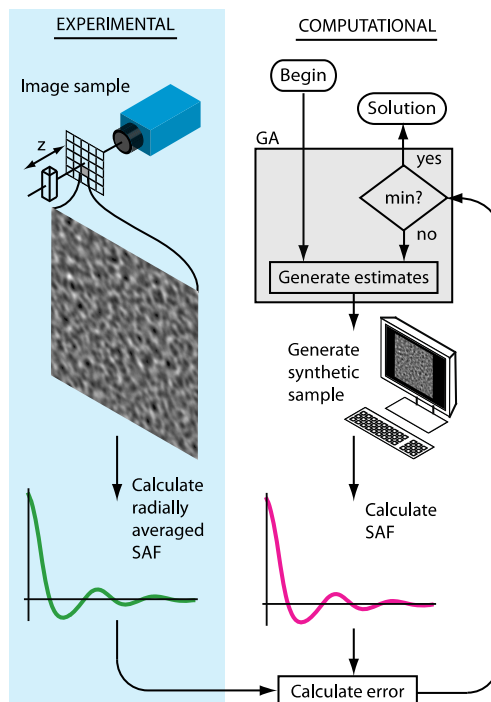 EXPERIMENTAL
Image sample
z
Calculate
radially
averaged
SAF
COMPUTATIONAL
Begin
Solution
GA
yes
min?
no
Generate estimates
Generate
synthetic
sample
Calculate
SAF
Calculate error